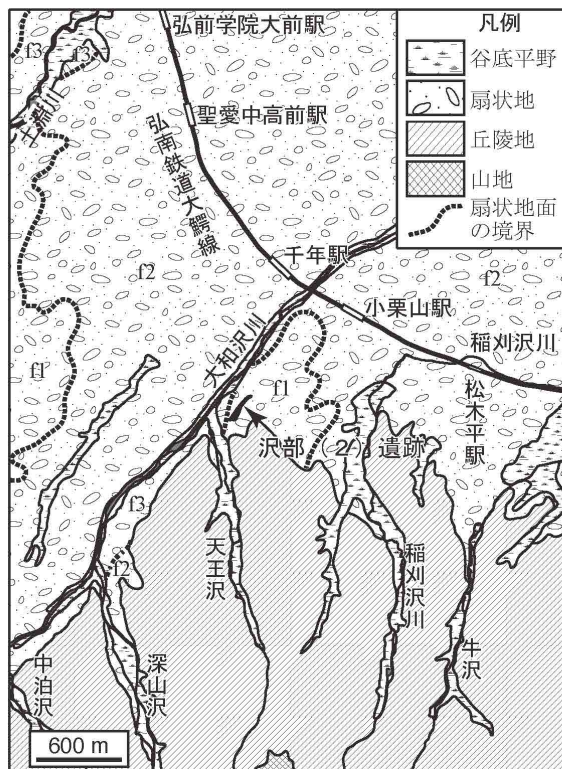 弘前学院大前駅
凡例
谷底平野
扇状地
丘陵地
山地
扇状地面
の境界
f3
f3
土淵川
聖愛中高前駅
弘南鉄道大鰐線
f2
千年駅
f2
小栗山駅
大和沢川
稲刈沢川
f1
f1
松木平駅
沢部(2)遺跡
f3
f2
天王沢
稲刈沢川
牛沢
中泊沢
深山沢
600 m